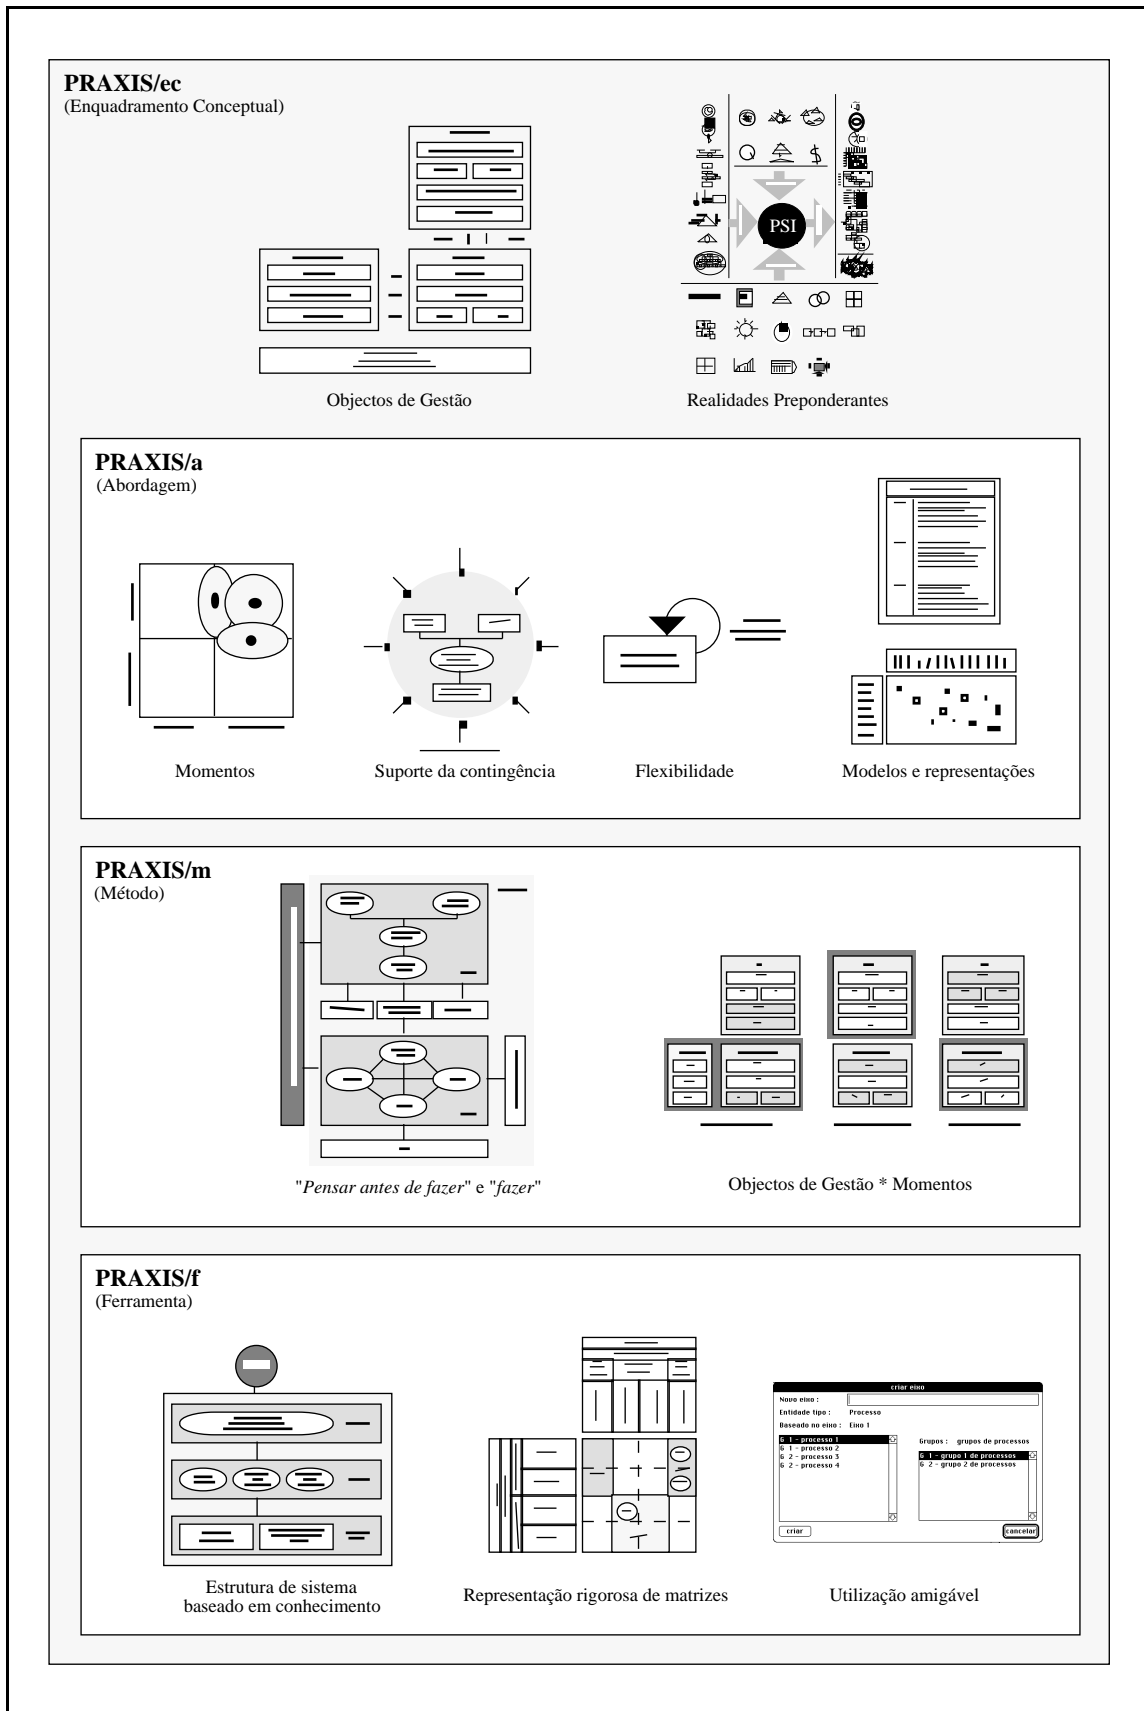 PRAXIS/ec
(Enquadramento Conceptual)
PSI
$
Objectos de Gestão
Realidades Preponderantes
PRAXIS/a
(Abordagem)
Momentos
Suporte da contingência
Flexibilidade
Modelos e representações
PRAXIS/m
(Método)
"Pensar antes de fazer" e "fazer"
Objectos de Gestão * Momentos
PRAXIS/f
(Ferramenta)
criar eixo
Novo eixo :
Entidade tipo : Processo
Baseado no eixo : Eixo 1
G 1 - processo 1
G 1 - processo 2
G 2 - processo 3
G 2 - processo 4
Grupos : grupos de processos
G 1 - grupo 1 de processos
G 2 - grupo 2 de processos
criar
cancelar
Estrutura de sistema
baseado em conhecimento
Representação rigorosa de matrizes
Utilização amigável